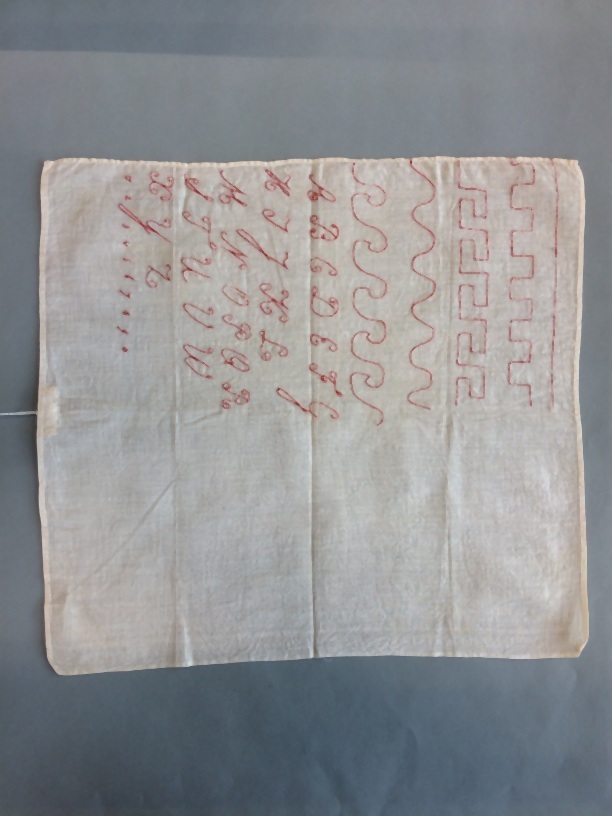 A B C D E F G
H I J K L
M N O P Q R
S T U V W
X Y Z